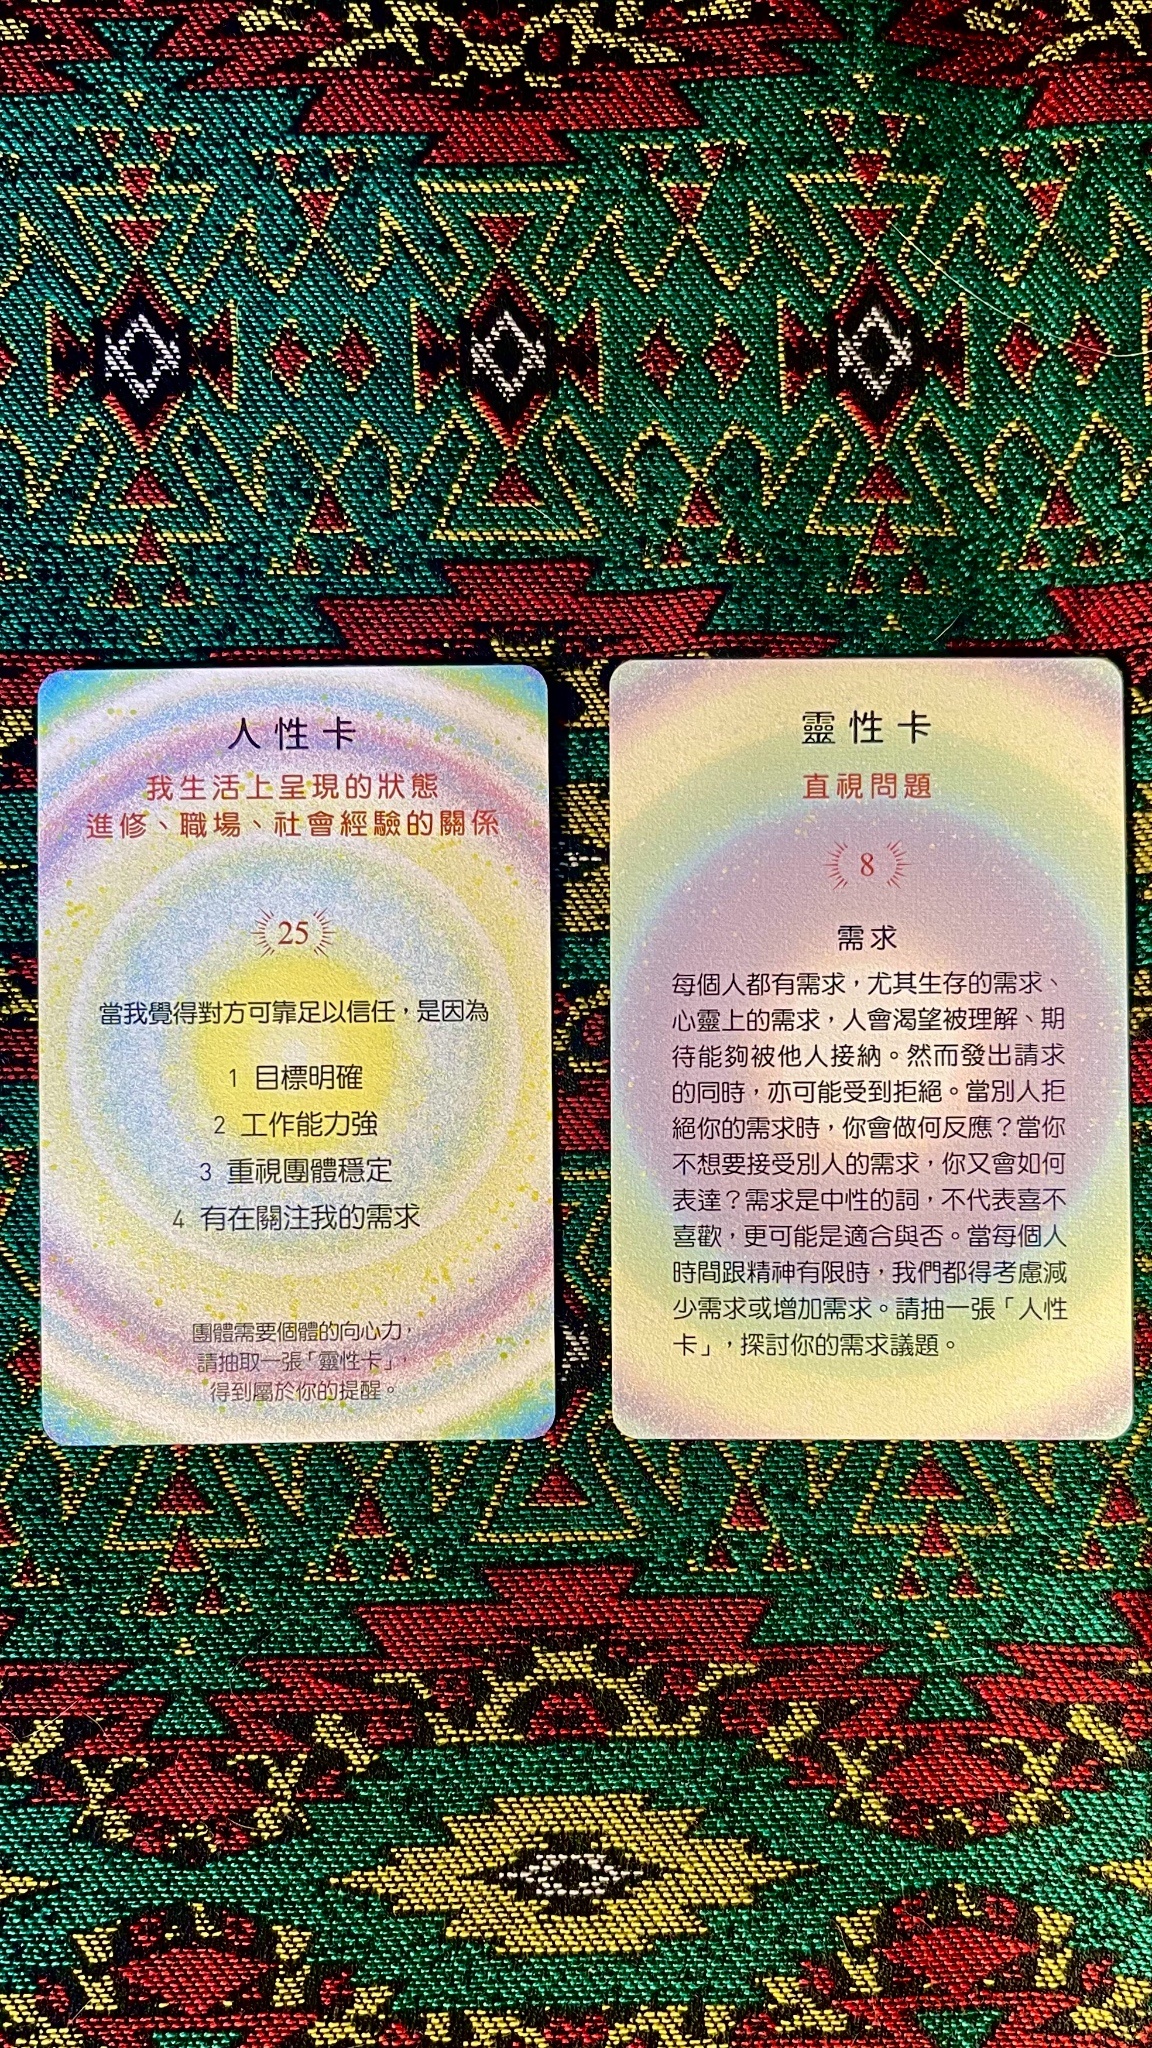 人性卡
我生活上呈現的狀態
進修、職場、社會經驗的關係
25
當我覺得對方可靠足以信任，是因為
1 目標明確
2 工作能力強
3 重視團體穩定
4 有在關注我的需求
團體需要個體的向心力，
請抽取一張「靈性卡」，
得到屬於你的提醒。
靈性卡
直視問題
8
需求
每個人都有需求，尤其生存的需求、
心靈上的需求，人會渴望被理解、期
待能夠被他人接納。然而發出請求
的同時，亦可能受到拒絕。當別人拒
絕你的需求時，你會做何反應？當你
不想要接受別人的需求，你又會如何
表達？需求是中性的詞，不代表喜不
喜歡，更可能是適合與否。當每個人
時間跟精神有限時，我們都得考慮減
少需求或增加需求。請抽一張「人性
卡」，探討你的需求議題。